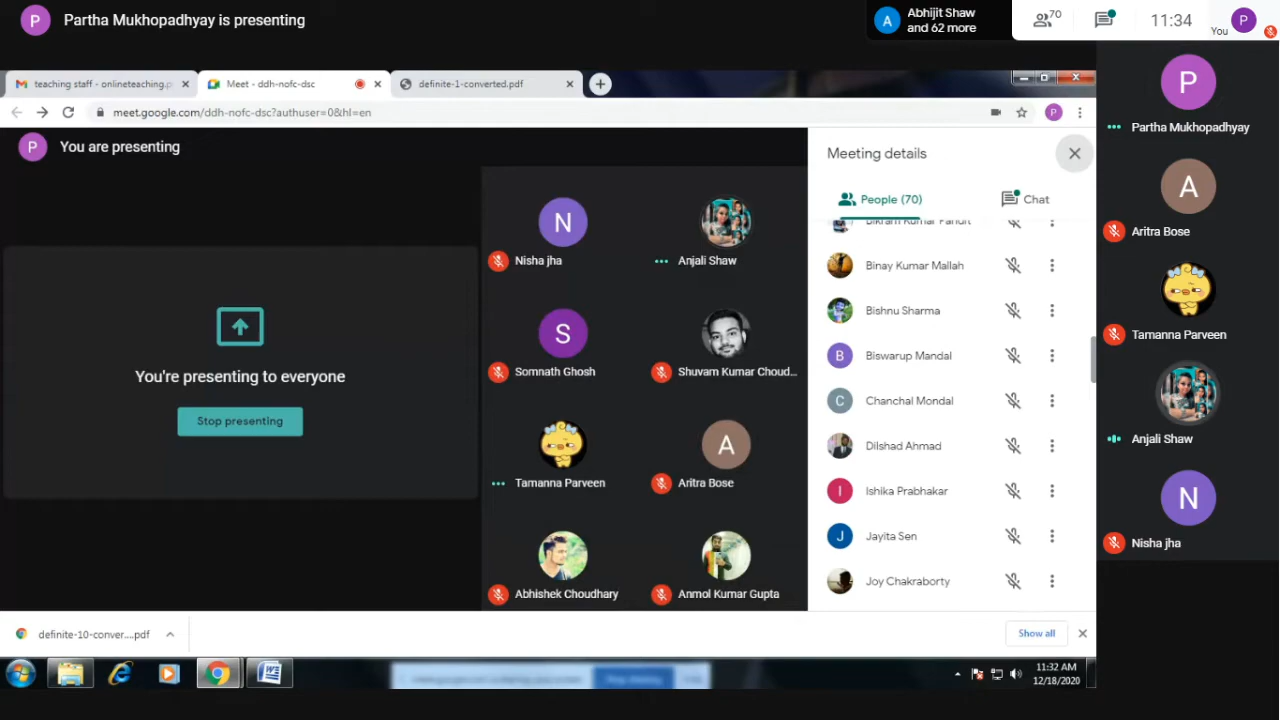 P Partha Mukhopadhyay is presenting
A Abhijit Shaw
and 62 more
70
11:34
You P
teaching staff - onlineteaching.p
Meet - ddh-nofc-dsc
definite-1-converted.pdf
meet.google.com/ddh-nofc-dsc?authuser=0&hl=en
P
P You are presenting
You're presenting to everyone
Stop presenting
N
Nisha jha
Anjali Shaw
S
Somnath Ghosh
Shuvam Kumar Choud...
Tamanna Parveen
A
Aritra Bose
Abhishek Choudhary
Anmol Kumar Gupta
Meeting details
People (70)
Chat
Bikram Kumar Pandit
Binay Kumar Mallah
Bishnu Sharma
B Biswarup Mandal
C Chanchal Mondal
Dilshad Ahmad
I Ishika Prabhakar
J Jayita Sen
Joy Chakraborty
P
Partha Mukhopadhyay
A
Aritra Bose
Tamanna Parveen
Anjali Shaw
N
Nisha jha
definite-10-conver....pdf
Show all
Stop sharing
11:32 AM
12/18/2020